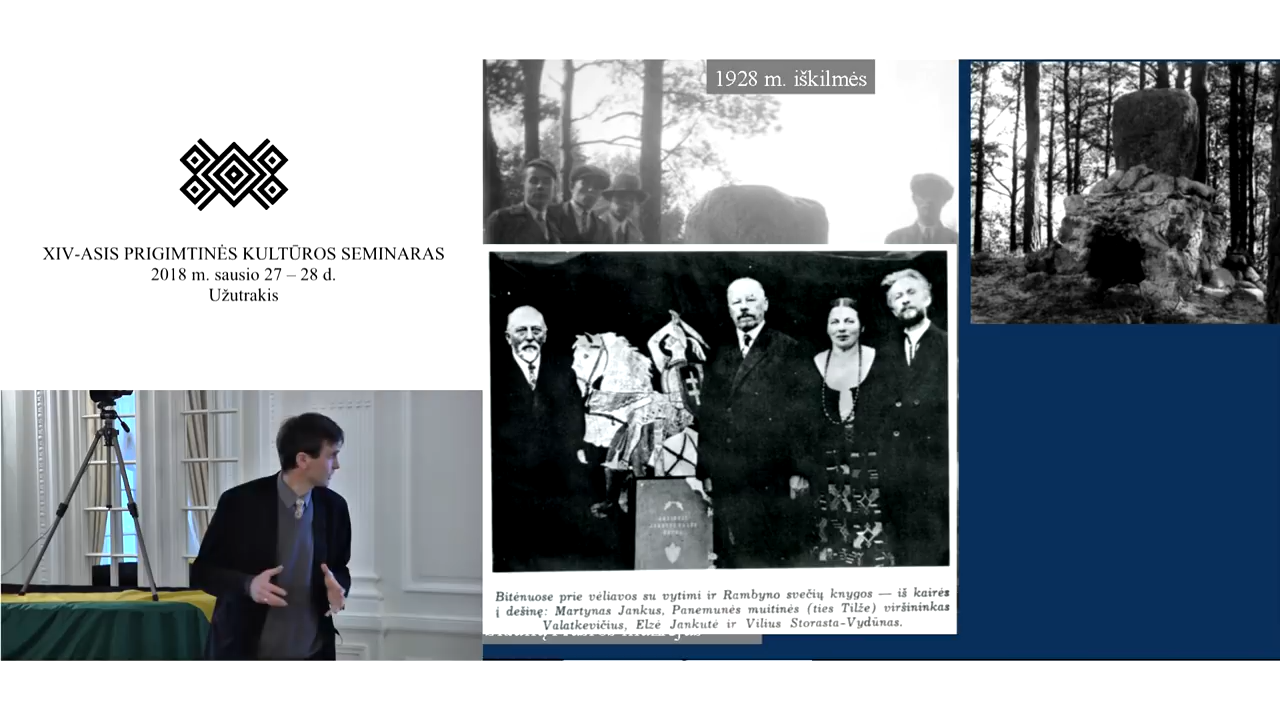 XIV-ASIS PRIGIMTINĖS KULTŪROS SEMINARAS
2018 m. sausio 27 – 28 d.
Užutrakis
1928 m. iškilmės
Bitėnuose prie vėliavos su vytimi ir Rambyno svečių knygos — iš kairės
į dešinę: Martynas Jankus, Panemunės muitinės (ties Tilže) viršininkas
Valatkevičius, Elzė Jankutė ir Vilius Storasta-Vydūnas.